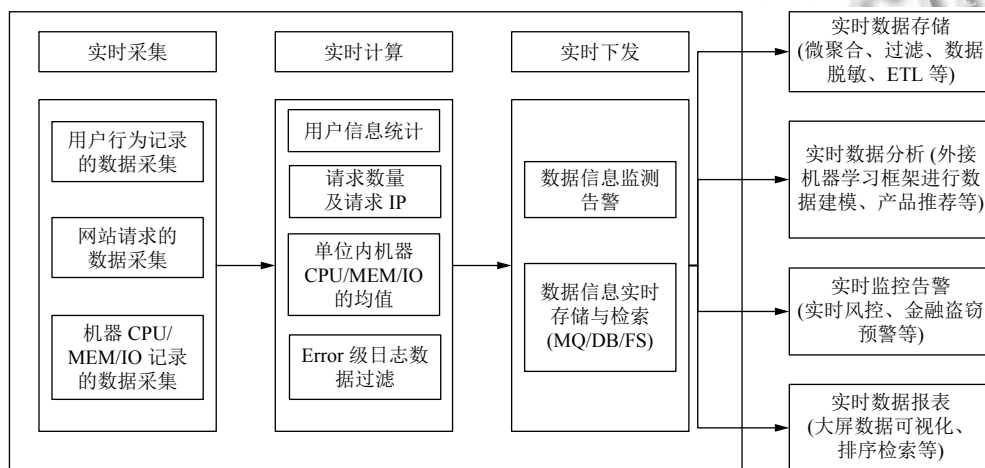 实时采集
用户行为记录
的数据采集
网站请求的
数据采集
机器 CPU/
MEM/IO 记录
的数据采集
实时计算
用户信息统计
请求数量
及请求 IP
单位内机器
CPU/MEM/IO
的均值
Error 级日志数
据过滤
实时下发
数据信息监测
告警
数据信息实时
存储与检索
(MQ/DB/FS)
实时数据存储
(微聚合、过滤、数据
脱敏、ETL 等)
实时数据分析 (外接
机器学习框架进行数
据建模、产品推荐等)
实时监控告警
(实时风控、金融盗窃
预警等)
实时数据报表
(大屏数据可视化、
排序检索等)